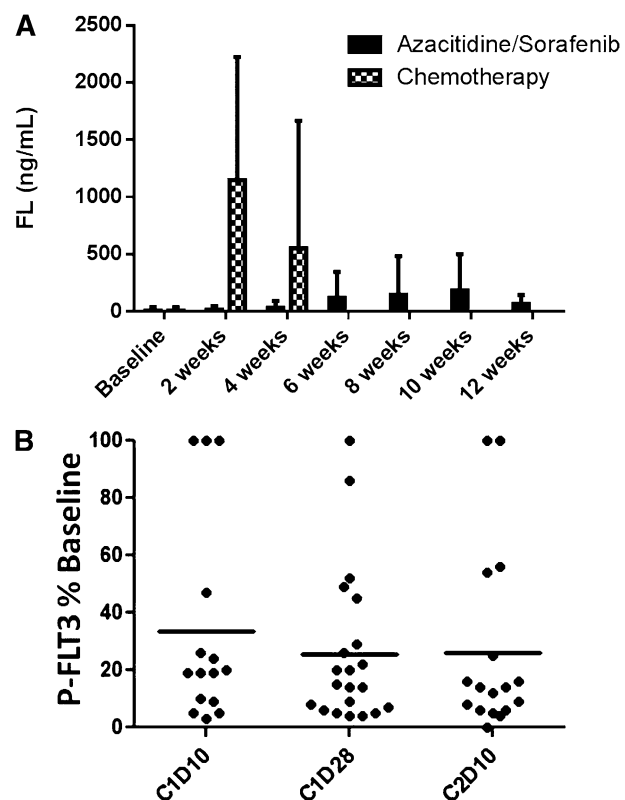 A
FL (ng/mL)
2500
2000
1500
1000
500
0
Azacitidine/Sorafenib
Chemotherapy
Baseline
2 weeks
4 weeks
6 weeks
8 weeks
10 weeks
12 weeks
B
P-FLT3 % Baseline
100
80
60
40
20
0
C1D10
C1D28
C2D10